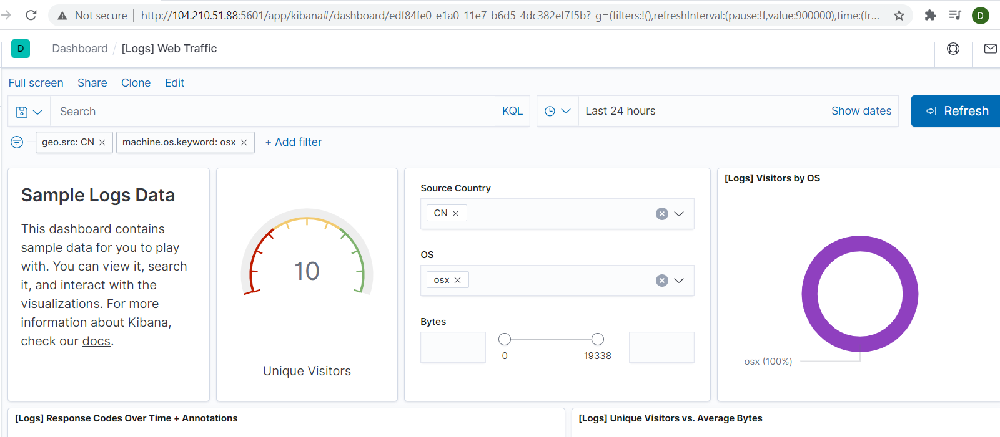 Not secure | http://104.210.51.88:5601/app/kibana#/dashboard/edf84fe0-e1a0-11e7-b6d5-4dc382ef7f5b?_g=(filters:!(),refreshInterval:(pause:!f,value:900000),time:(fr...
D
D
Dashboard / [Logs] Web Traffic
Full screen Share Clone Edit
Search KQL
Last 24 hours Show dates
Refresh
geo.src: CN
machine.os.keyword: osx
+ Add filter
Sample Logs Data
This dashboard contains
sample data for you to play
with. You can view it, search
it, and interact with the
visualizations. For more
information about Kibana,
check our docs.
10
Unique Visitors
Source Country
CN
OS
osx
Bytes
0
19338
[Logs] Visitors by OS
osx (100%)
[Logs] Response Codes Over Time + Annotations
[Logs] Unique Visitors vs. Average Bytes